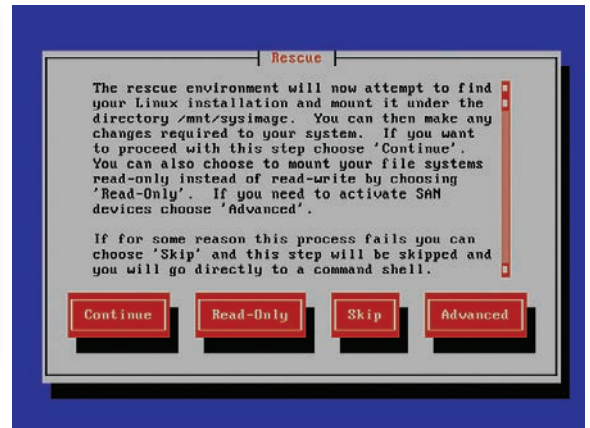 Rescue
The rescue environment will now attempt to find
your Linux installation and mount it under the
directory /mnt/sysimage.  You can then make any
changes required to your system.  If you want
to proceed with this step choose 'Continue'.
You can also choose to mount your file systems
read-only instead of read-write by choosing
'Read-Only'.  If you need to activate SAN
devices choose 'Advanced'.
If for some reason this process fails you can
choose 'Skip' and this step will be skipped and
you will go directly to a command shell.
Continue Read-Only Skip Advanced